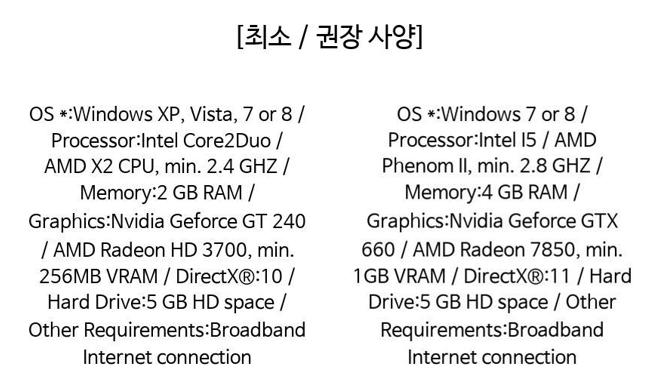 [최소 / 권장 사양]
OS *:Windows XP, Vista, 7 or 8 /
Processor:Intel Core2Duo /
AMD X2 CPU, min. 2.4 GHZ /
Memory:2 GB RAM /
Graphics:Nvidia Geforce GT 240
/ AMD Radeon HD 3700, min.
256MB VRAM / DirectX®:10 /
Hard Drive:5 GB HD space /
Other Requirements:Broadband
Internet connection
OS *:Windows 7 or 8 /
Processor:Intel I5 / AMD
Phenom II, min. 2.8 GHZ /
Memory:4 GB RAM /
Graphics:Nvidia Geforce GTX
660 / AMD Radeon 7850, min.
1GB VRAM / DirectX®:11 / Hard
Drive:5 GB HD space / Other
Requirements:Broadband
Internet connection